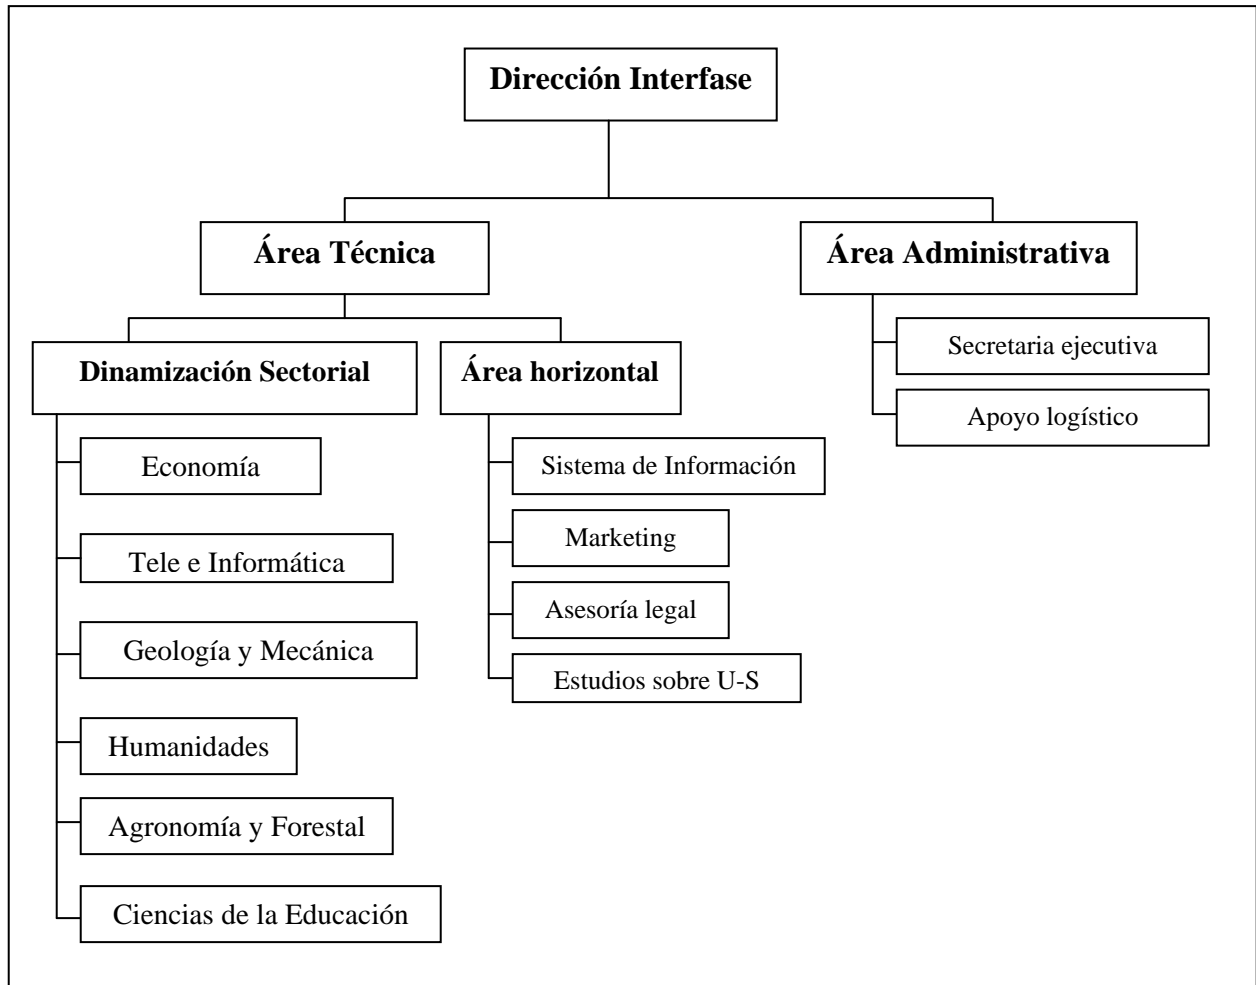 Dirección Interfase
Área Técnica
Área Administrativa
Dinamización Sectorial
Área horizontal
Secretaria ejecutiva
Apoyo logístico
Economía
Tele e Informática
Geología y Mecánica
Humanidades
Agronomía y Forestal
Ciencias de la Educación
Sistema de Información
Marketing
Asesoría legal
Estudios sobre U-S